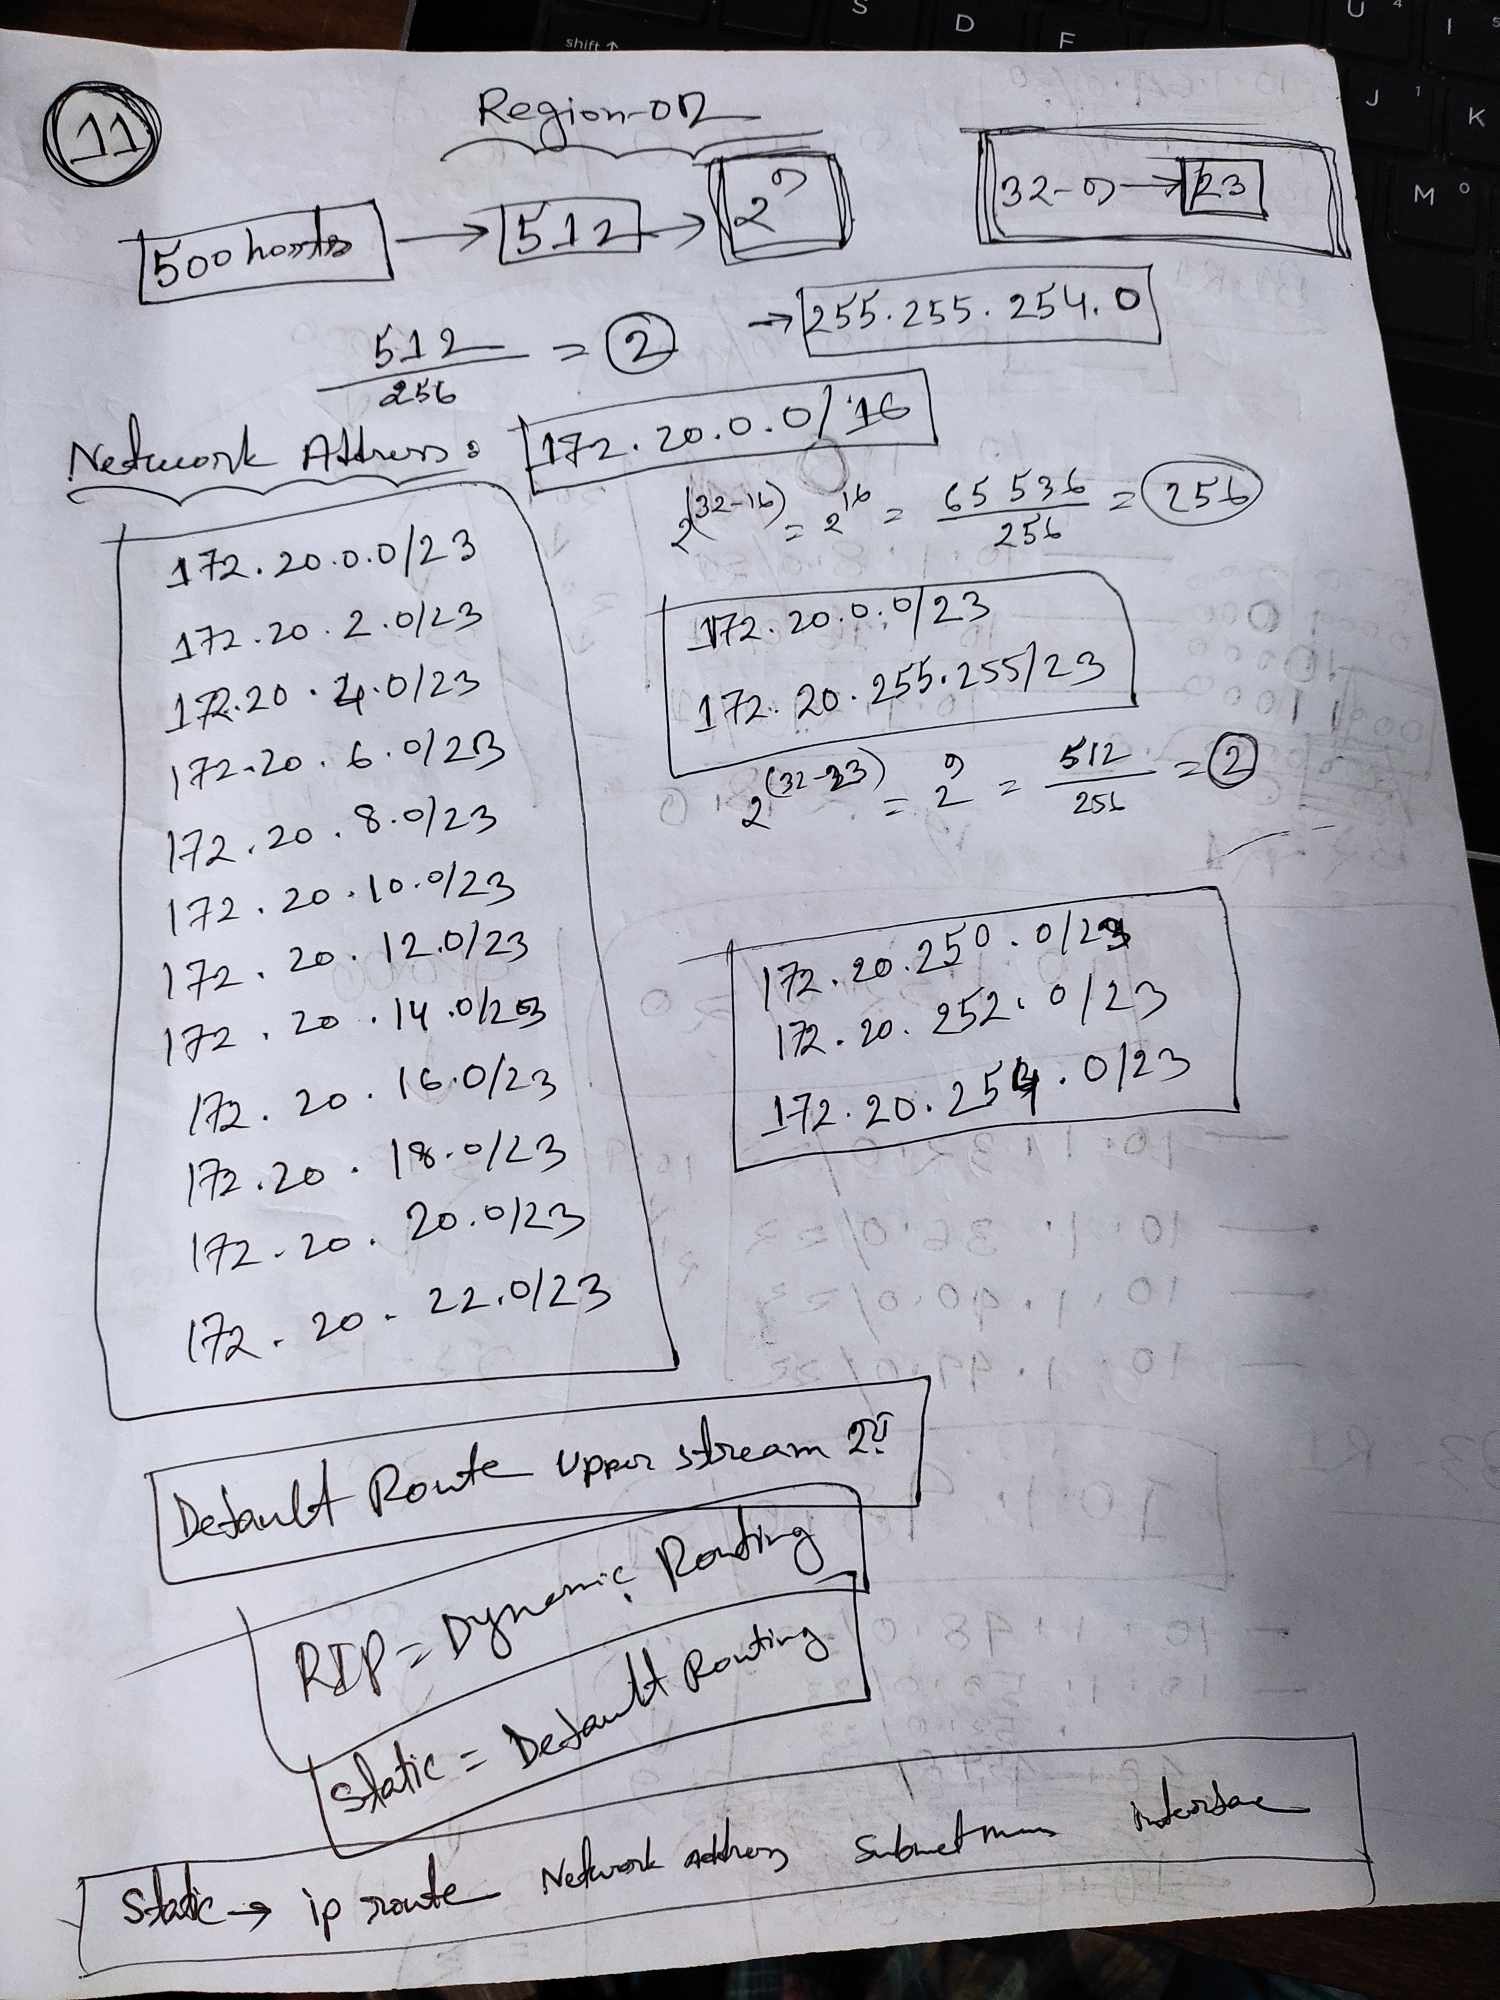 11
Region-02
500 hosts → 512 → 2^9
32-9 → 23
512/256 = 2
→ 255.255.254.0
Network Address: 172.20.0.0/16
2^(32-16) = 2^16 = 65536/256 = 256
172.20.0.0/23
172.20.2.0/23
172.20.4.0/23
172.20.6.0/23
172.20.8.0/23
172.20.10.0/23
172.20.12.0/23
172.20.14.0/23
172.20.16.0/23
172.20.18.0/23
172.20.20.0/23
172.20.22.0/23
172.20.0.0/23
172.20.255.255/23
2^(32-23) = 2^9 = 512/256 = 2
172.20.250.0/23
172.20.252.0/23
172.20.254.0/23
Default Route upper stream
RIP = Dynamic Routing
Static = Default Routing
Static → ip route Network address Subnet